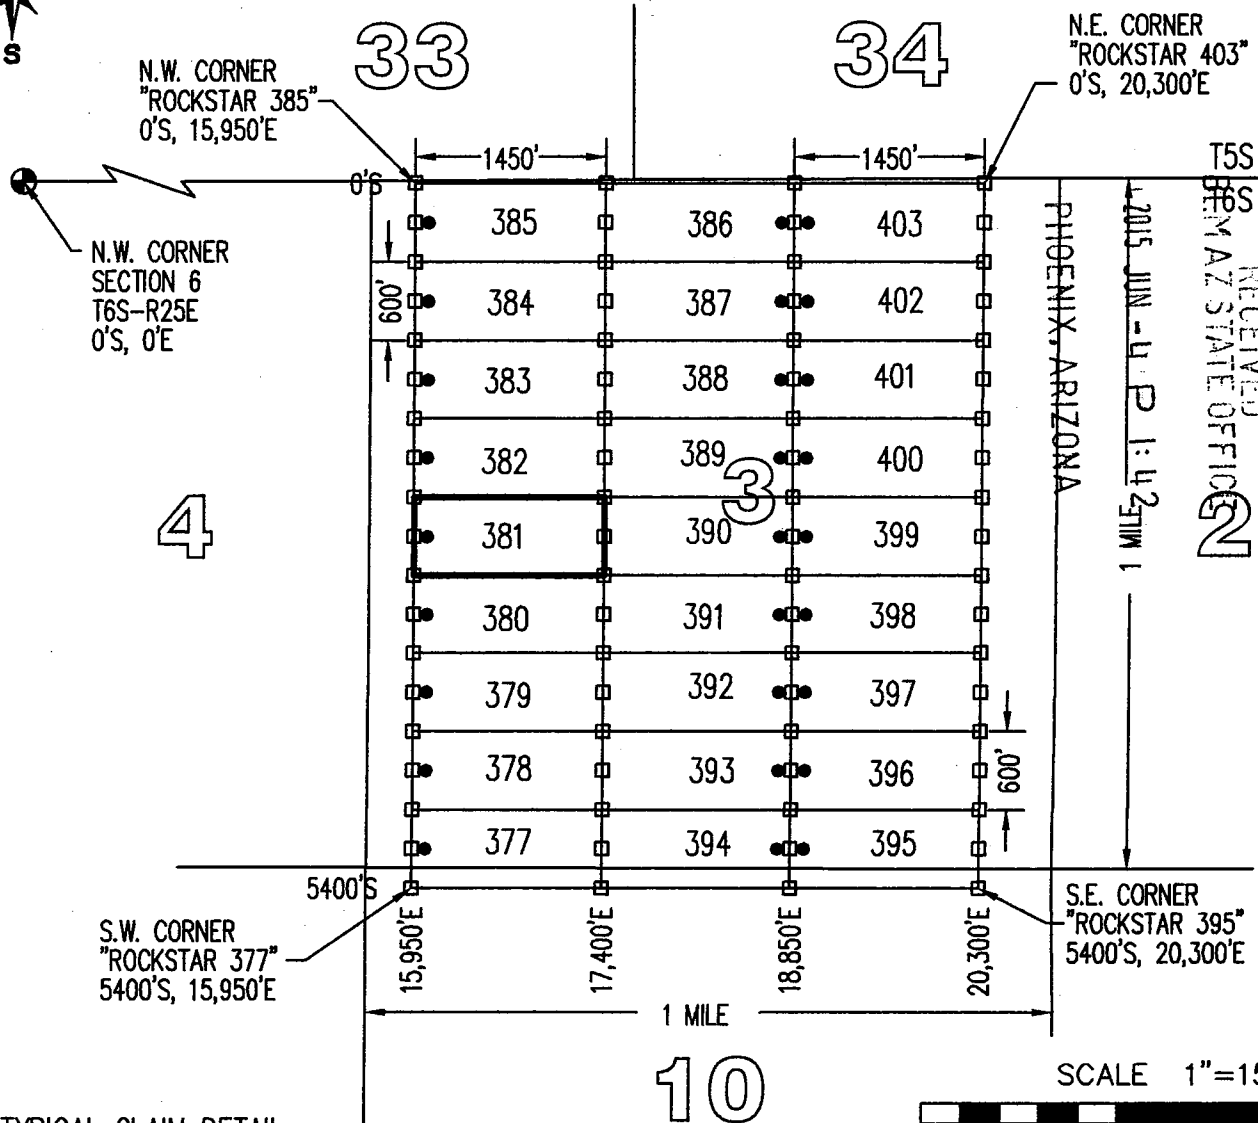 S
33
34
N.W. CORNER
"ROCKSTAR 385"
0'S, 15,950'E
N.E. CORNER
"ROCKSTAR 403"
0'S, 20,300'E
1450'
1450'
T5S
T6S
0'S
N.W. CORNER
SECTION 6
T6S-R25E
0'S, 0'E
600'
385
386
403
384
387
402
383
388
401
382
389
400
381
390
399
380
391
398
379
392
397
378
393
396
377
394
395
3
4
2
RECEIVED
BLM AZ STATE OFFICE
2015 JUN -4 P 1:42
PHOENIX, ARIZONA
1 MILE
600'
5400'S
S.W. CORNER
"ROCKSTAR 377"
5400'S, 15,950'E
15,950'E
17,400'E
18,850'E
20,300'E
S.E. CORNER
"ROCKSTAR 395"
5400'S, 20,300'E
1 MILE
10
SCALE 1"=15
TYPICAL CLAIM DETAIL